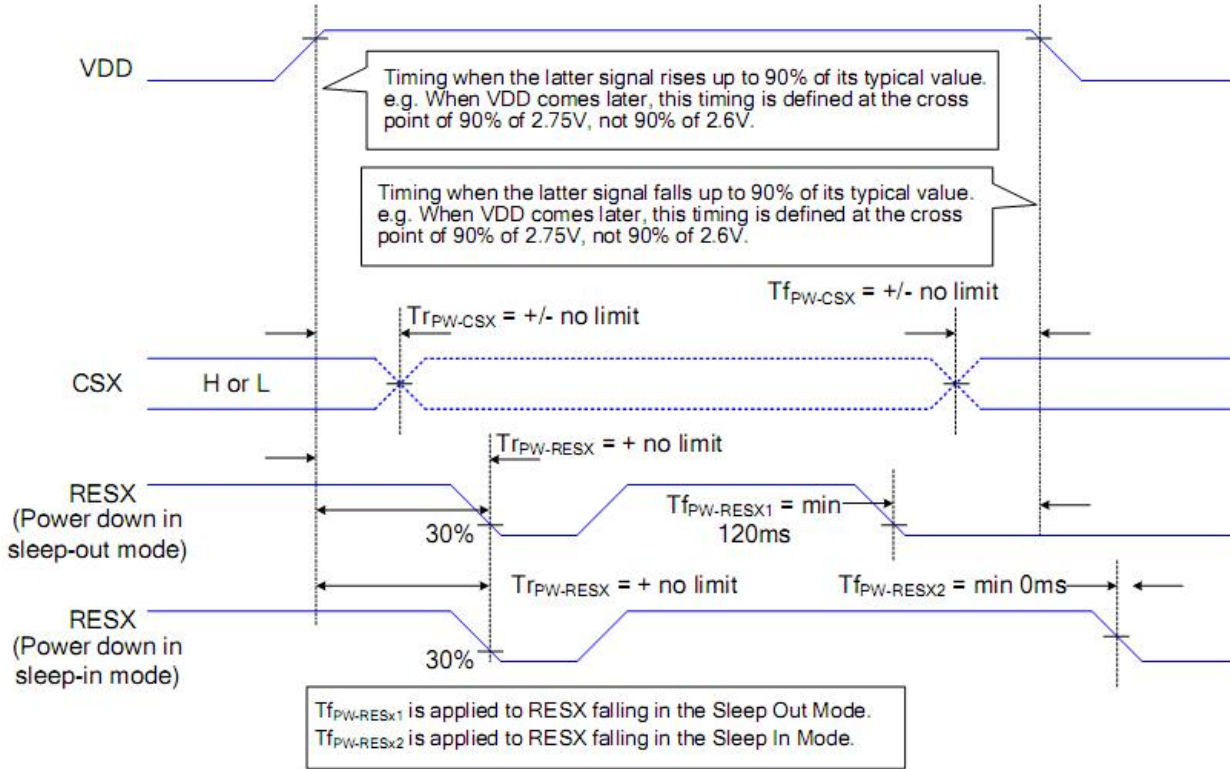 VDD
Timing when the latter signal rises up to 90% of its typical value.
e.g. When VDD comes later, this timing is defined at the cross
point of 90% of 2.75V, not 90% of 2.6V.
Timing when the latter signal falls up to 90% of its typical value.
e.g. When VDD comes later, this timing is defined at the cross
point of 90% of 2.75V, not 90% of 2.6V.
TfPW-CSX = +/- no limit
TrPW-CSX = +/- no limit
CSX
H or L
TrPW-RESX = + no limit
RESX
(Power down in
sleep-out mode)
30%
TfPW-RESX1 = min
120ms
TrPW-RESX = + no limit
TfPW-RESX2 = min 0ms
RESX
(Power down in
sleep-in mode)
30%
TfPW-RESx1 is applied to RESX falling in the Sleep Out Mode.
TfPW-RESx2 is applied to RESX falling in the Sleep In Mode.